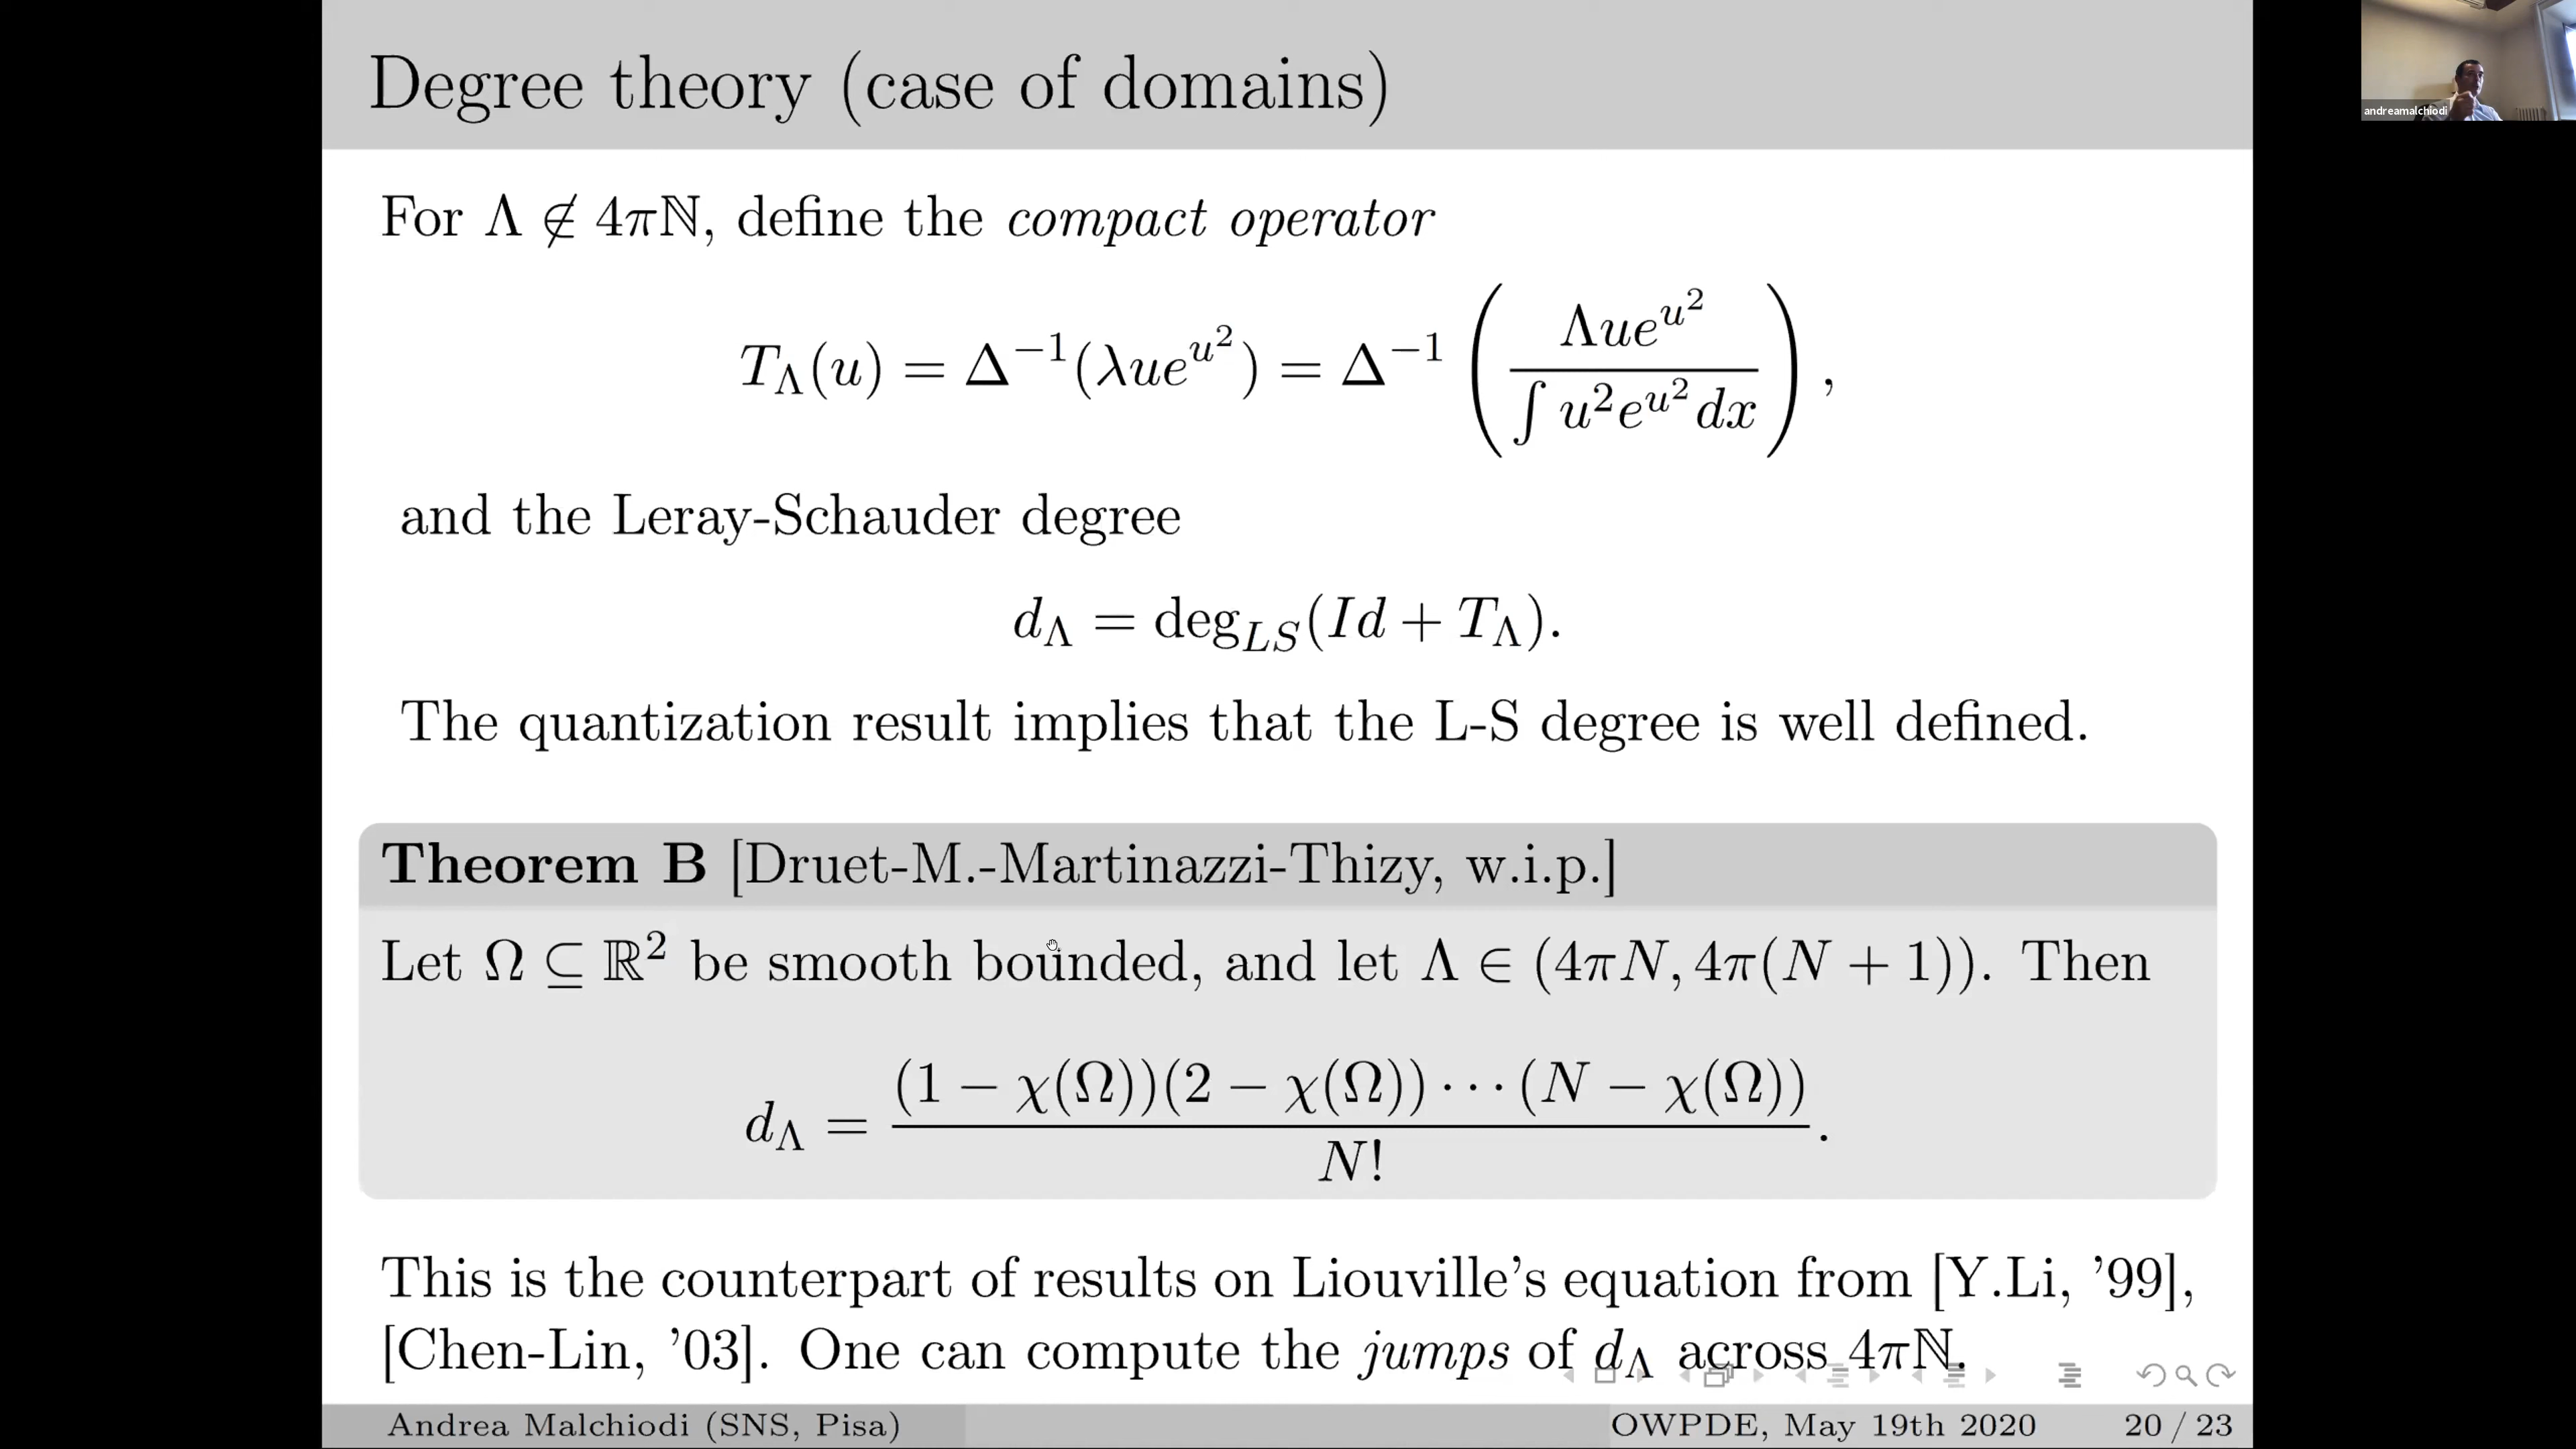 Degree theory (case of domains)
andreamalchiodi
For Λ ∉ 4πℕ, define the compact operator
T_Λ(u) = Δ^{-1}(λue^{u^2}) = Δ^{-1} ( Λue^{u^2} / ∫ u^2 e^{u^2} dx ),
and the Leray-Schauder degree
d_Λ = deg_{LS}(Id + T_Λ).
The quantization result implies that the L-S degree is well defined.
Theorem B [Druet-M.-Martinazzi-Thizy, w.i.p.]
Let Ω ⊆ ℝ^2 be smooth bounded, and let Λ ∈ (4πN, 4π(N + 1)). Then
d_Λ = (1 − χ(Ω))(2 − χ(Ω)) ⋯ (N − χ(Ω)) / N! .
This is the counterpart of results on Liouville's equation from [Y.Li, '99],
[Chen-Lin, '03]. One can compute the jumps of d_Λ across 4πℕ.
Andrea Malchiodi (SNS, Pisa) OWPDE, May 19th 2020 20 / 23